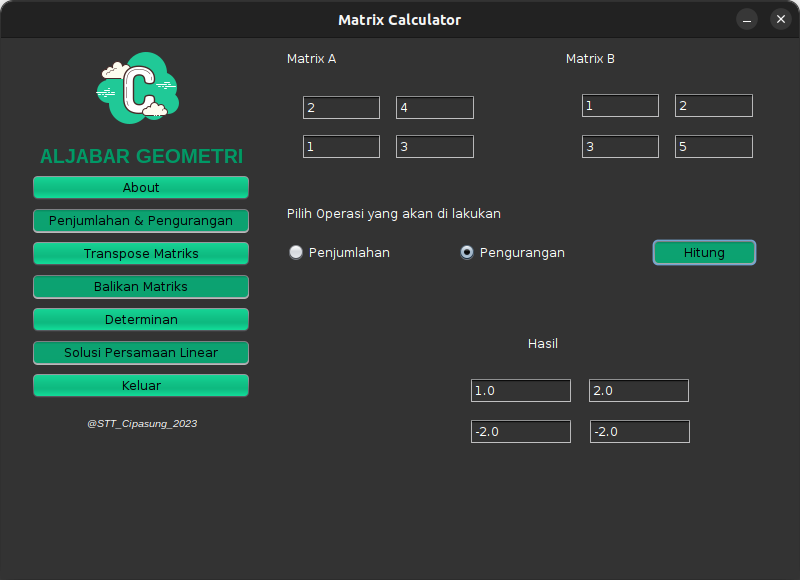 Matrix Calculator
C
ALJABAR GEOMETRI
About
Penjumlahan & Pengurangan
Transpose Matriks
Balikan Matriks
Determinan
Solusi Persamaan Linear
Keluar
@STT_Cipasung_2023
Matrix A
Matrix B
2 4
1 2
1 3
3 5
Pilih Operasi yang akan di lakukan
Penjumlahan
Pengurangan
Hitung
Hasil
1.0 2.0
-2.0 -2.0